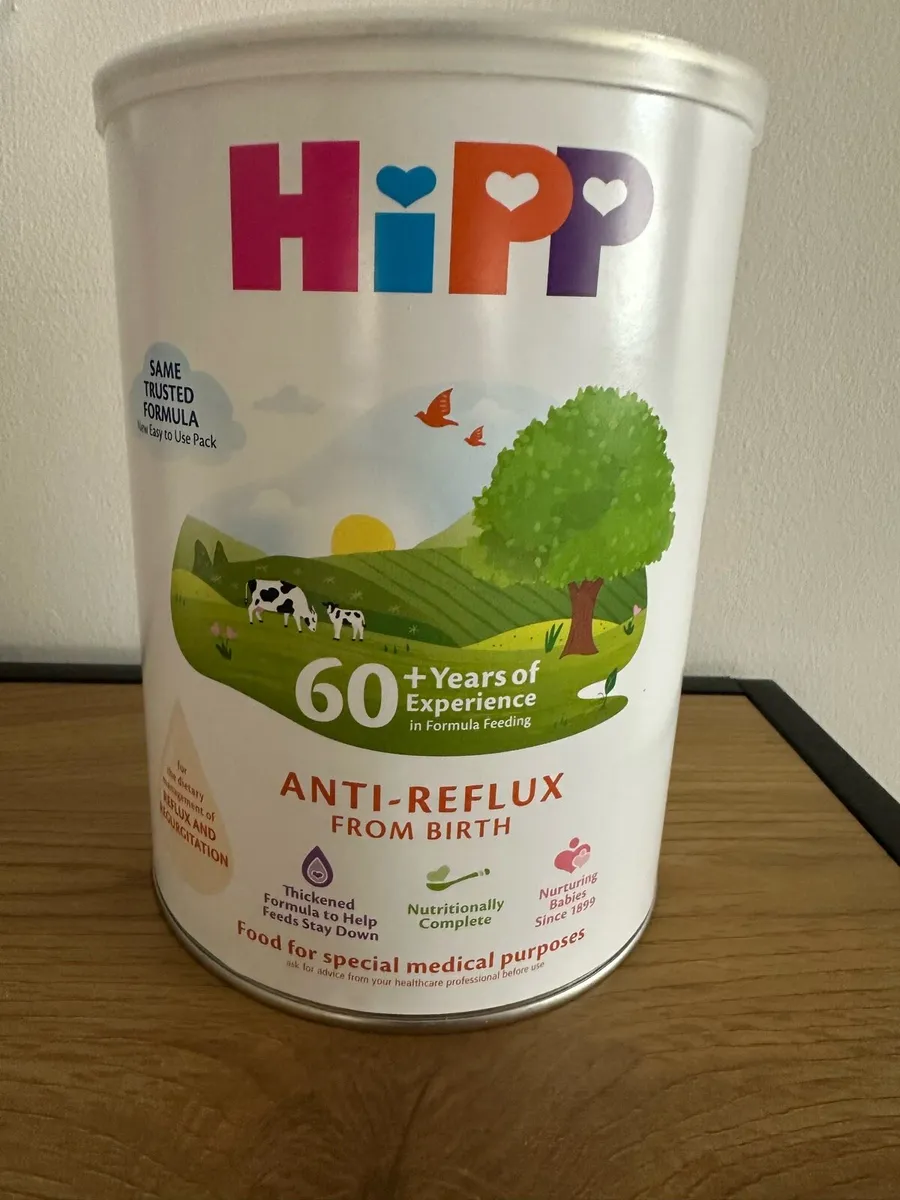 HiPP
SAME
TRUSTED
FORMULA
New Easy to Use Pack
60
+Years of
Experience
in Formula Feeding
for
the dietary
management of
REFLUX AND
REGURGITATION
ANTI-REFLUX
FROM BIRTH
Thickened
Formula to Help
Feeds Stay Down
Nutritionally
Complete
Nurturing
Babies
Since 1899
Food for special medical purposes
ask for advice from your healthcare professional before use